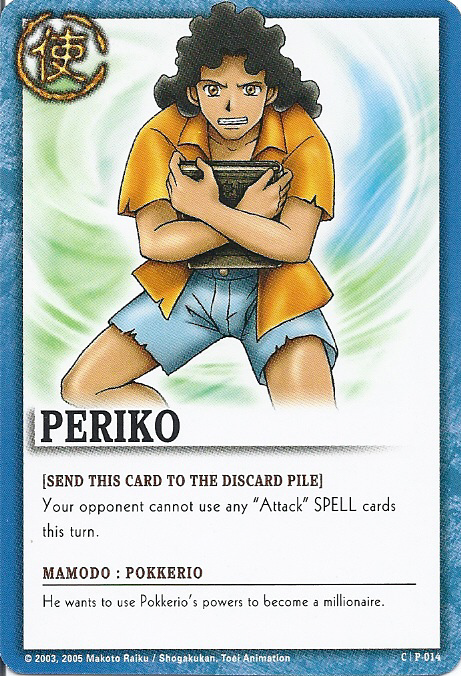 使
PERIKO
[SEND THIS CARD TO THE DISCARD PILE]
Your opponent cannot use any "Attack" SPELL cards
this turn.
MAMODO : POKKERIO
He wants to use Pokkerio's powers to become a millionaire.
© 2003, 2005 Makoto Raiku / Shogakukan, Toei Animation
C | P-014